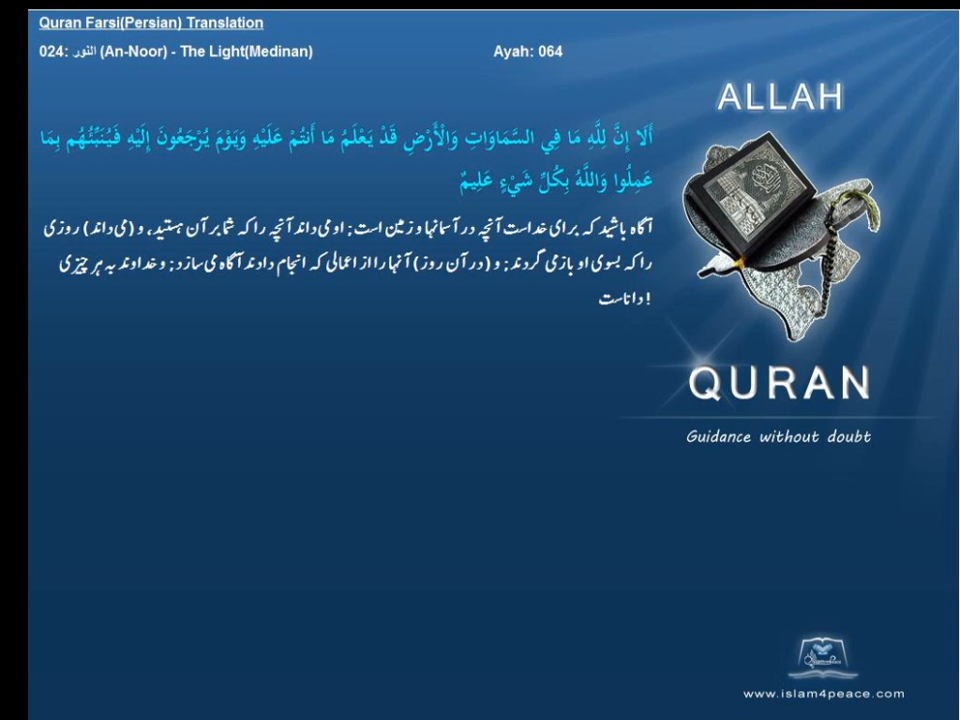 Quran Farsi(Persian) Translation
024: النور (An-Noor) - The Light(Medinan) Ayah: 064
ALLAH
أَلَا إِنَّ لِلَّهِ مَا فِي السَّمَاوَاتِ وَالْأَرْضِ قَدْ يَعْلَمُ مَا أَنتُمْ عَلَيْهِ وَيَوْمَ يُرْجَعُونَ إِلَيْهِ فَيُنَبِّئُهُم بِمَا
عَمِلُوا وَاللَّهُ بِكُلِّ شَيْءٍ عَلِيمٌ
آگاه باشید که برای خداست آنچه در آسمانها و زمین است; او می‌داند آنچه را که شما بر آن هستید، و (می‌داند) روزی
را که بسوی او بازمی گردند; و (در آن روز) آنها را از اعمالی که انجام دادند آگاه می سازد; و خداوند به هر چیزی
داناست!
QURAN
Guidance without doubt
www.islam4peace.com